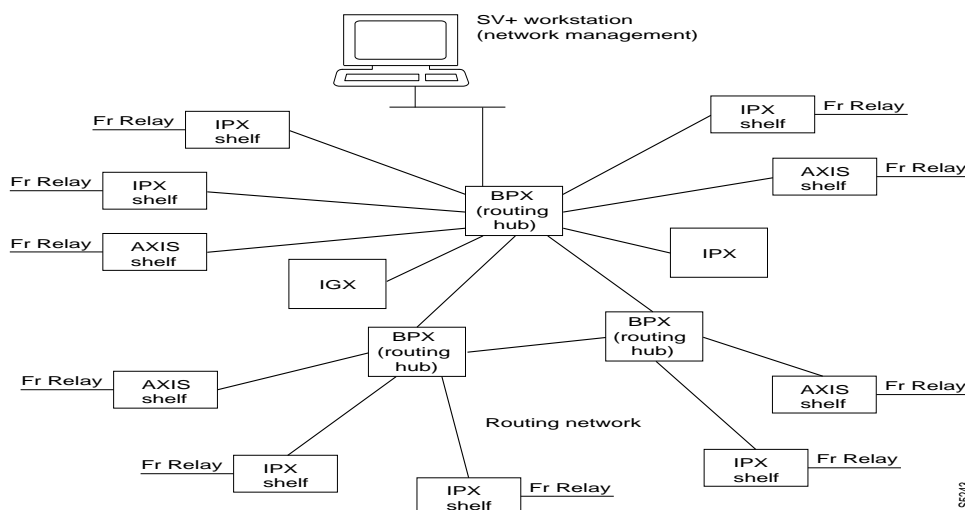 SV+ workstation
(network management)
Fr Relay
IPX
shelf
IPX
shelf
Fr Relay
Fr Relay
IPX
shelf
BPX
(routing
hub)
AXIS
shelf
Fr Relay
Fr Relay
AXIS
shelf
IGX
IPX
BPX
(routing
hub)
BPX
(routing
hub)
Fr Relay
AXIS
shelf
AXIS
shelf
Fr Relay
Routing network
Fr Relay
IPX
shelf
IPX
shelf
Fr Relay
IPX
shelf
Fr Relay
S5243